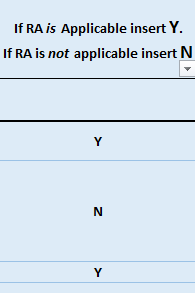 If RA is Applicable insert Y.
If RA is not applicable insert N
Y
N
Y